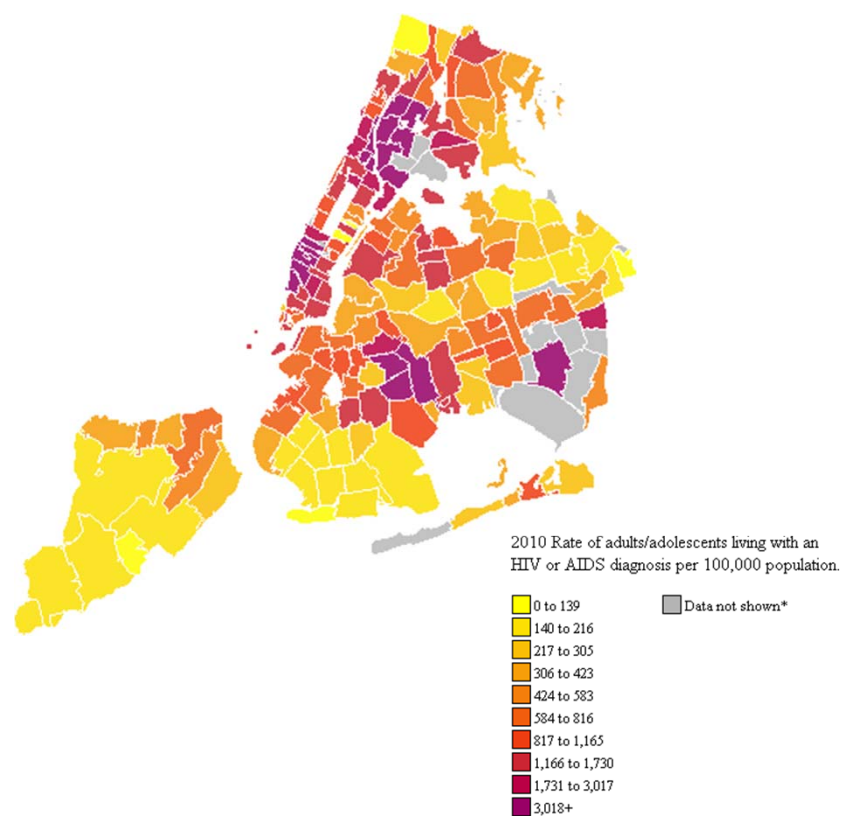 2010 Rate of adults/adolescents living with an
HIV or AIDS diagnosis per 100,000 population.
0 to 139
Data not shown*
140 to 216
217 to 305
306 to 423
424 to 583
584 to 816
817 to 1,165
1,166 to 1,730
1,731 to 3,017
3,018+